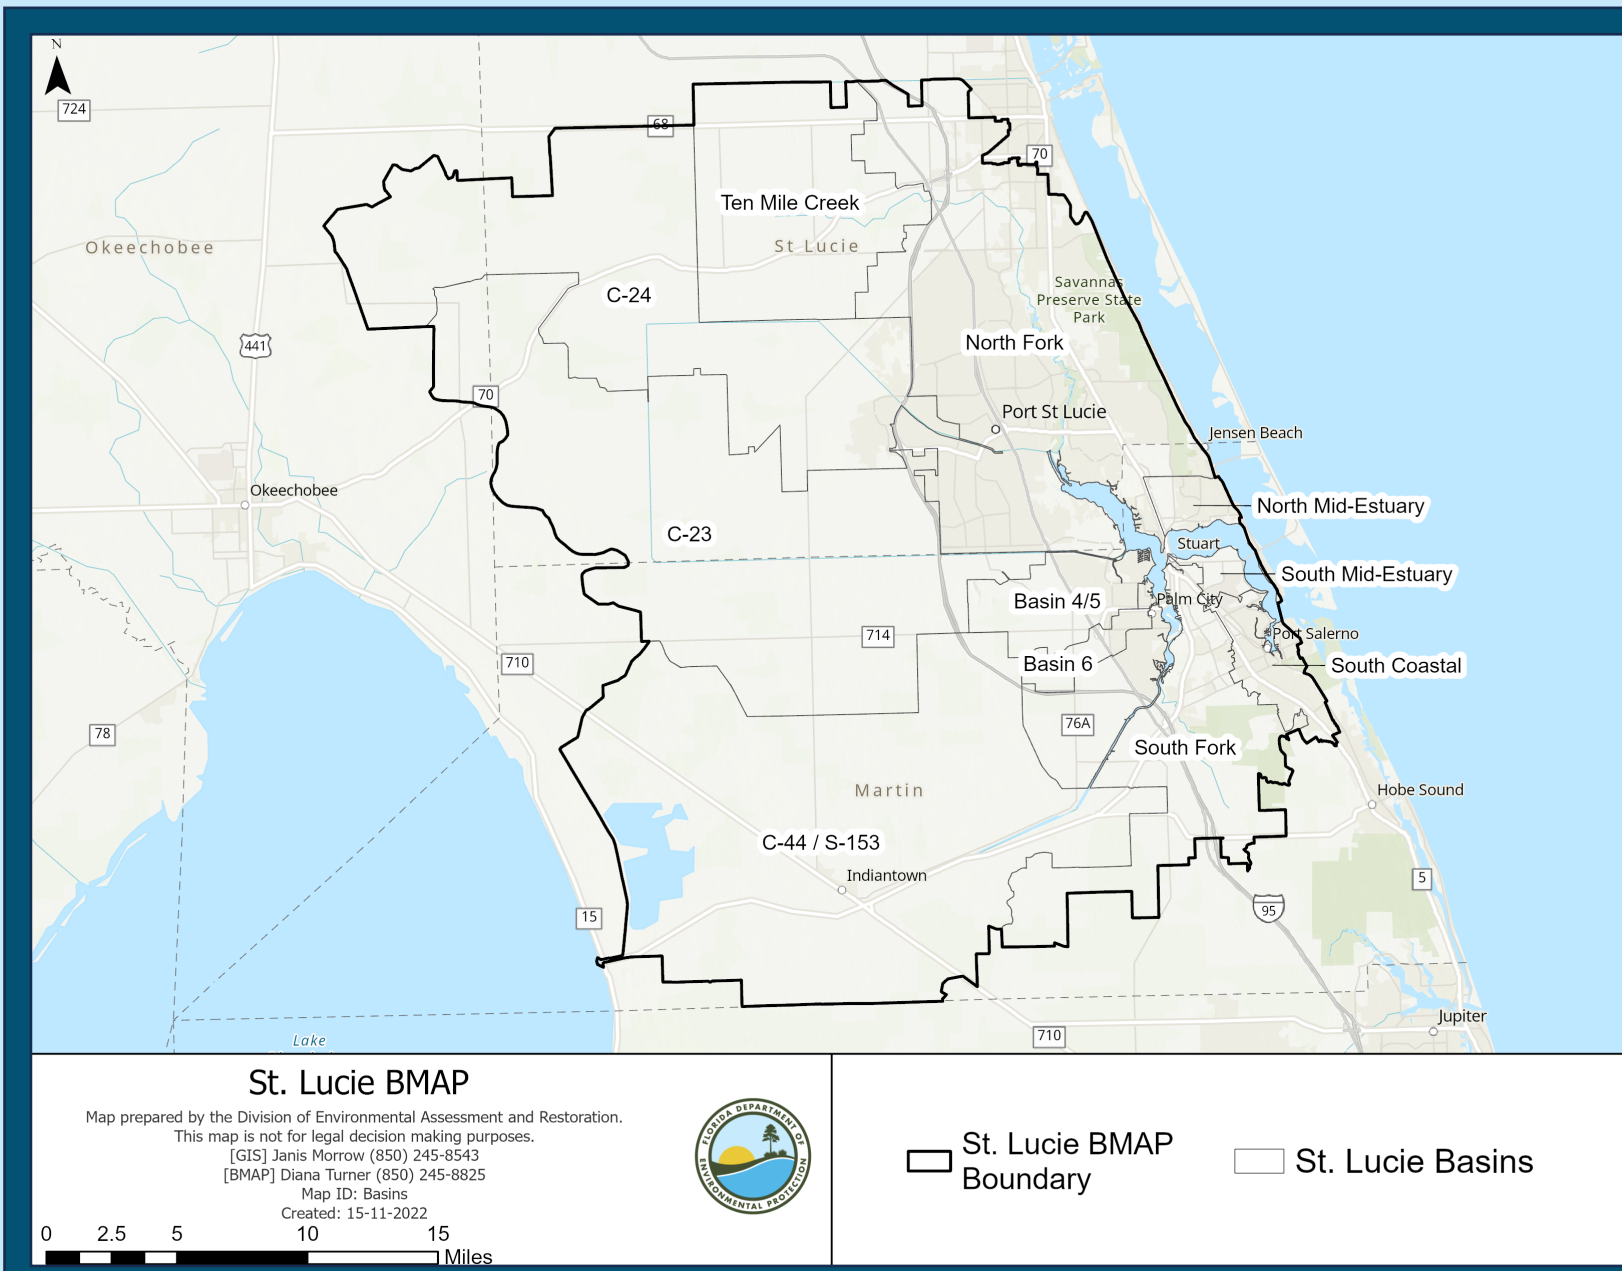 N
724
68
70
Ten Mile Creek
Okeechobee
St Lucie
Savannas
Preserve State
Park
C-24
North Fork
441
70
Port St Lucie
Jensen Beach
Okeechobee
North Mid-Estuary
C-23
Stuart
South Mid-Estuary
Basin 4/5
Palm City
714
Port Salerno
710
Basin 6
South Coastal
78
76A
South Fork
Martin
Hobe Sound
C-44 / S-153
Indiantown
5
15
95
Jupiter
710
Lake
St. Lucie BMAP
Map prepared by the Division of Environmental Assessment and Restoration.
This map is not for legal decision making purposes.
[GIS] Janis Morrow (850) 245-8543
[BMAP] Diana Turner (850) 245-8825
Map ID: Basins
Created: 15-11-2022
0 2.5 5 10 15
Miles
FLORIDA DEPARTMENT OF
ENVIRONMENTAL PROTECTION
St. Lucie BMAP
Boundary
St. Lucie Basins